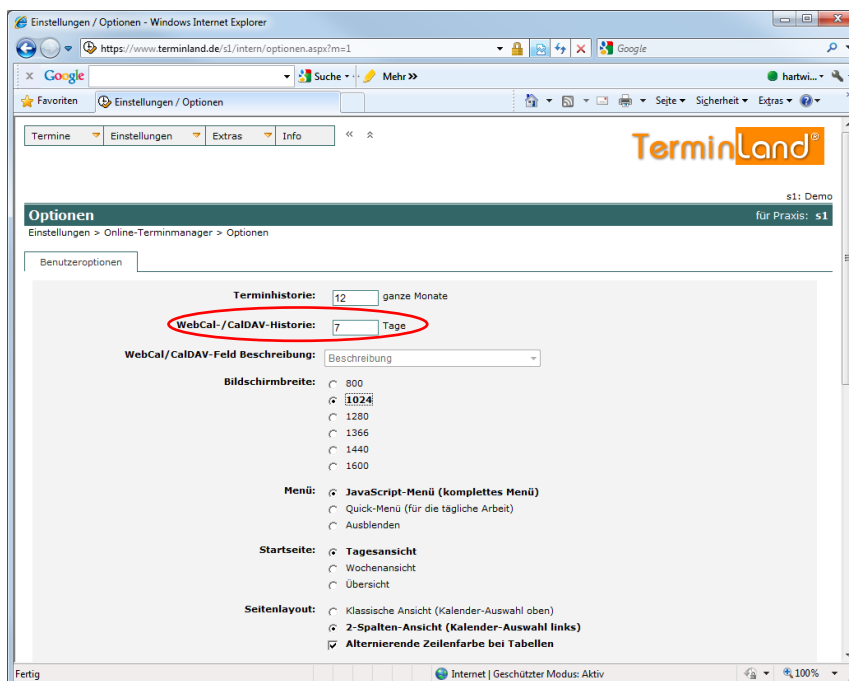 Einstellungen / Optionen - Windows Internet Explorer
https://www.terminland.de/s1/intern/optionen.aspx?m=1
Google
x Google Suche Mehr >> hartwi...
Favoriten Einstellungen / Optionen Seite Sicherheit Extras
Termine Einstellungen Extras Info
TerminLand®
s1: Demo
Optionen für Praxis: s1
Einstellungen > Online-Terminmanager > Optionen
Benutzeroptionen
Terminhistorie: 12 ganze Monate
WebCal-/CalDAV-Historie: 7 Tage
WebCal/CalDAV-Feld Beschreibung: Beschreibung
Bildschirmbreite: 800
1024
1280
1366
1440
1600
Menü: JavaScript-Menü (komplettes Menü)
Quick-Menü (für die tägliche Arbeit)
Ausblenden
Startseite: Tagesansicht
Wochenansicht
Übersicht
Seitenlayout: Klassische Ansicht (Kalender-Auswahl oben)
2-Spalten-Ansicht (Kalender-Auswahl links)
Alternierende Zeilenfarbe bei Tabellen
Fertig Internet | Geschützter Modus: Aktiv 100%